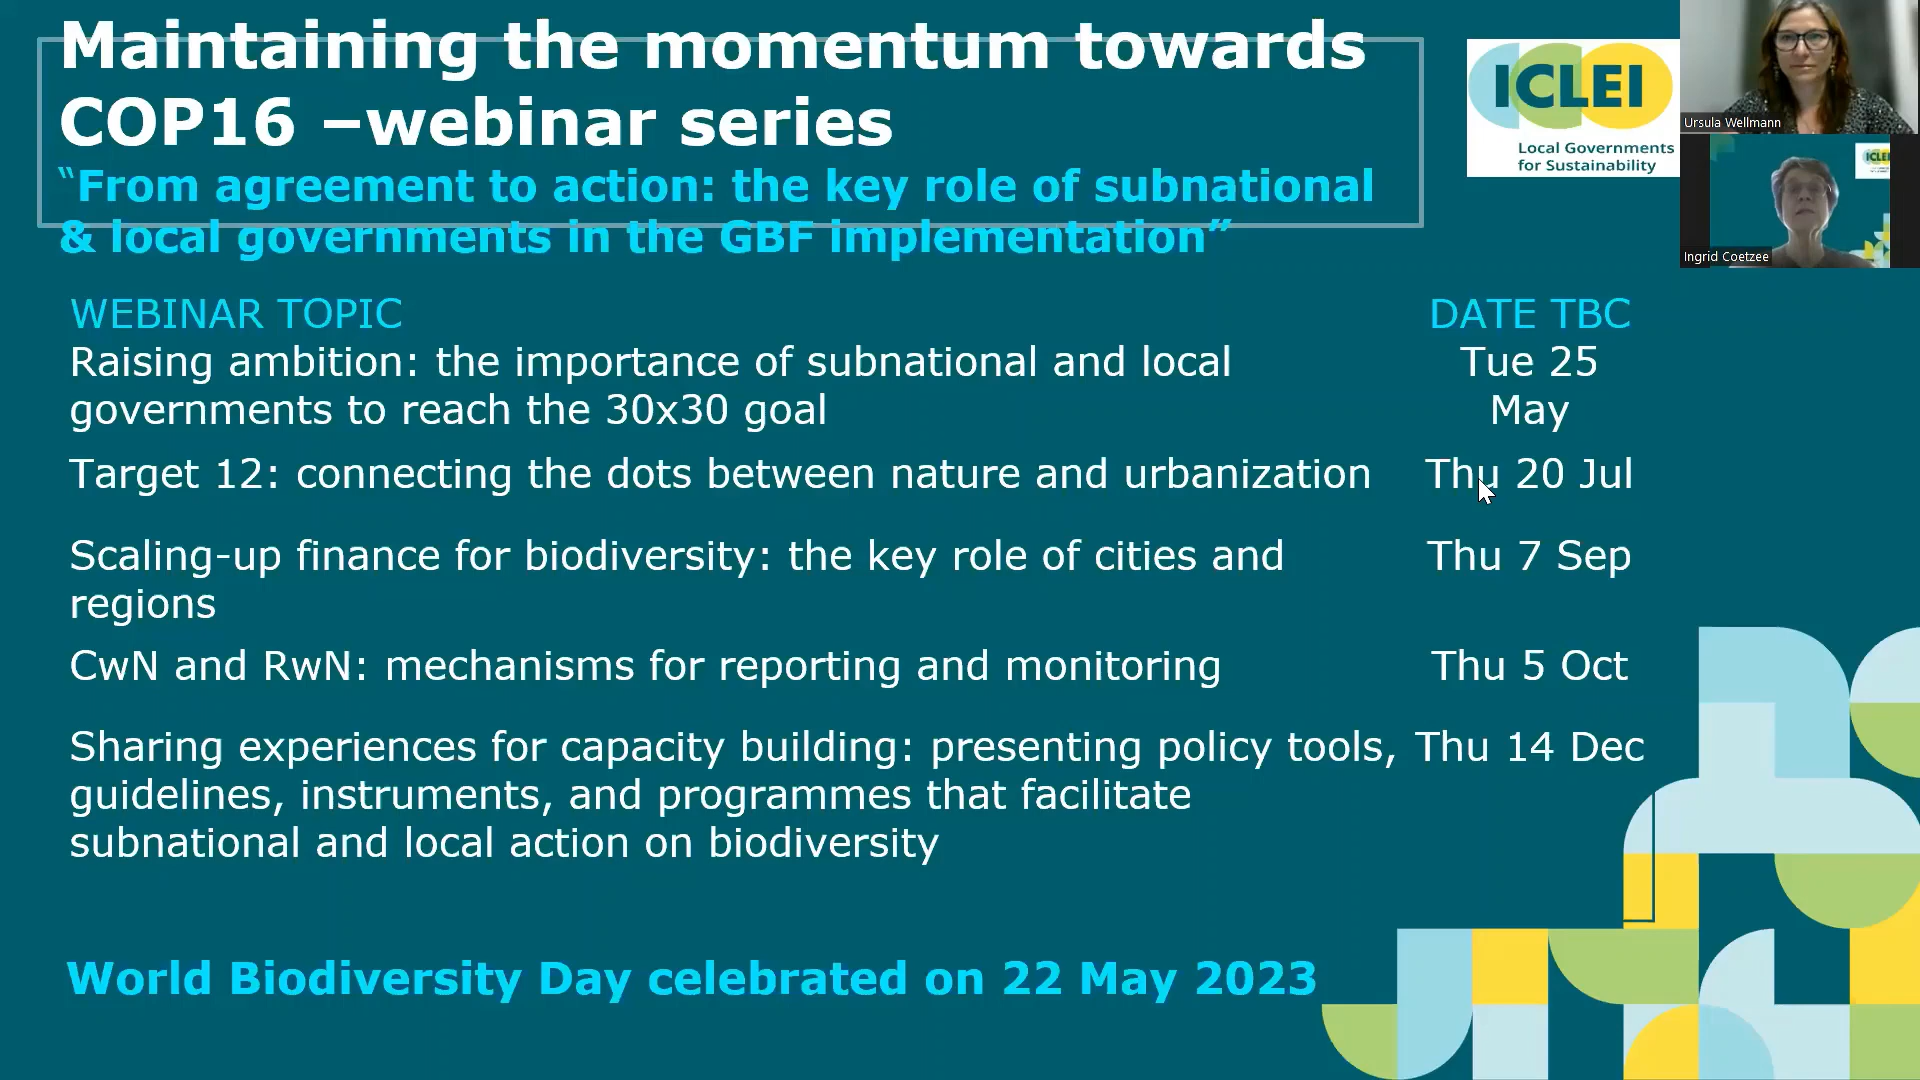 Maintaining the momentum towards
COP16 –webinar series
“From agreement to action: the key role of subnational
& local governments in the GBF implementation”
ICLEI
Local Governments
for Sustainability
Ursula Wellmann
ICLEI
Ingrid Coetzee
WEBINAR TOPIC DATE TBC
Raising ambition: the importance of subnational and local Tue 25
governments to reach the 30x30 goal May
Target 12: connecting the dots between nature and urbanization Thu 20 Jul
Scaling-up finance for biodiversity: the key role of cities and Thu 7 Sep
regions
CwN and RwN: mechanisms for reporting and monitoring Thu 5 Oct
Sharing experiences for capacity building: presenting policy tools, Thu 14 Dec
guidelines, instruments, and programmes that facilitate
subnational and local action on biodiversity
World Biodiversity Day celebrated on 22 May 2023